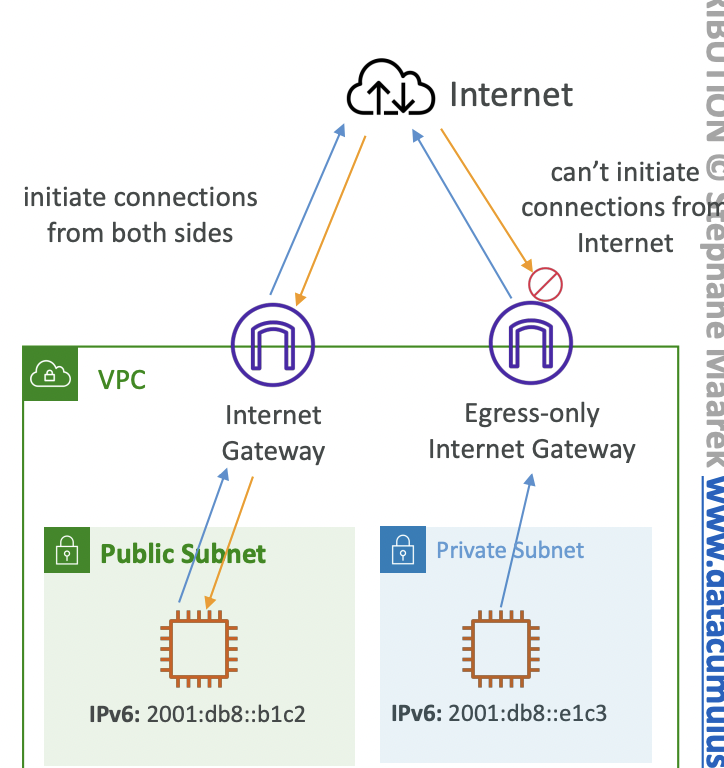 Internet
initiate connections
from both sides
can't initiate
connections from
Internet
VPC
Internet
Gateway
Egress-only
Internet Gateway
Public Subnet
Private Subnet
IPv6: 2001:db8::b1c2
IPv6: 2001:db8::e1c3
© Stephane Maarek
www.datacumulus